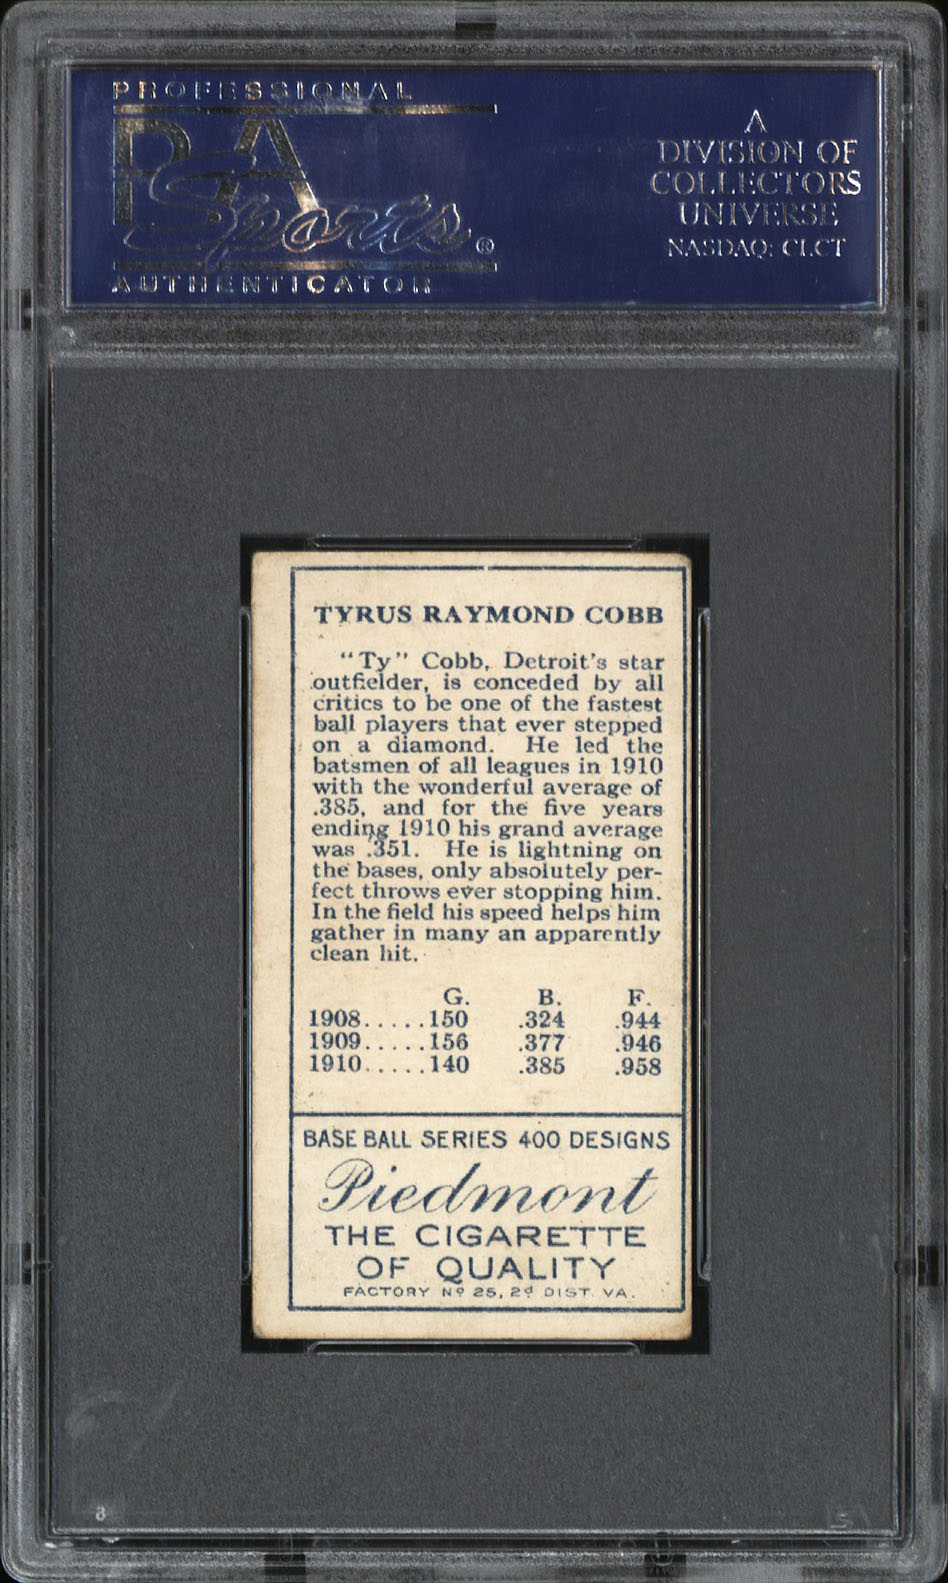 PROFESSIONAL
PSA
Sports®
AUTHENTICATOR
A
DIVISION OF
COLLECTORS
UNIVERSE
NASDAQ: CLCT
TYRUS RAYMOND COBB
"Ty" Cobb, Detroit's star
outfielder, is conceded by all
critics to be one of the fastest
ball players that ever stepped
on a diamond. He led the
batsmen of all leagues in 1910
with the wonderful average of
.385, and for the five years
ending 1910 his grand average
was .351. He is lightning on
the bases, only absolutely per-
fect throws ever stopping him.
In the field his speed helps him
gather in many an apparently
clean hit.
G. B. F.
1908.....150 .324 .944
1909.....156 .377 .946
1910.....140 .385 .958
BASE BALL SERIES 400 DESIGNS
Piedmont
THE CIGARETTE
OF QUALITY
FACTORY Nº 25, 2d DIST. VA.
8